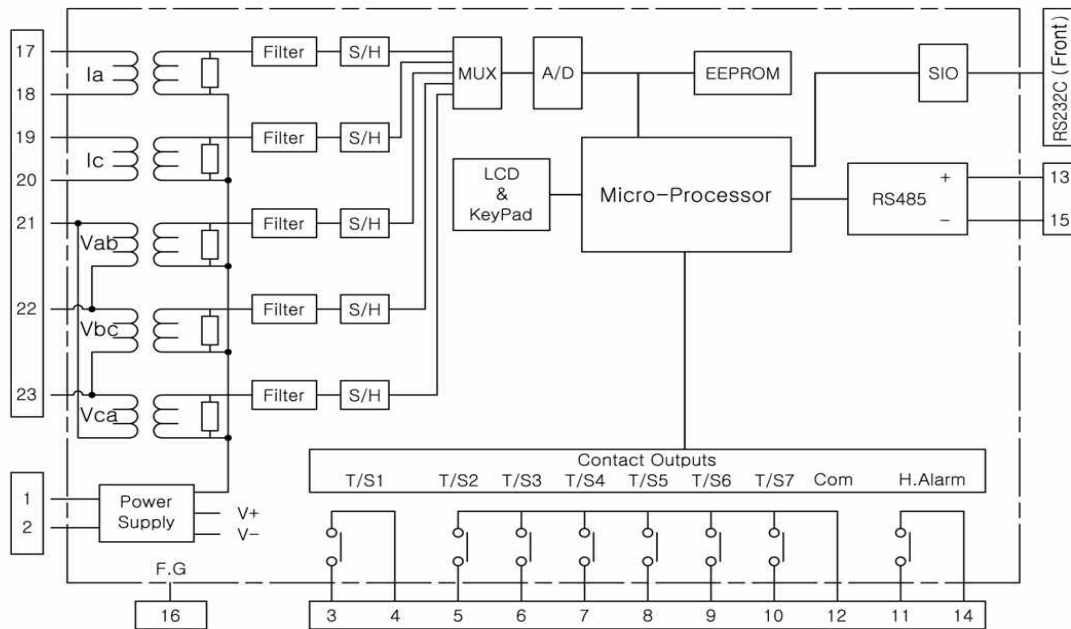 17
Ia
18
Filter
S/H
MUX
A/D
EEPROM
SIO
RS232C (Front)
19
Ic
20
Filter
S/H
LCD
&
KeyPad
Micro-Processor
RS485
+
−
13
15
21
Vab
Filter
S/H
22
Vbc
Filter
S/H
23
Vca
Filter
S/H
Contact Outputs
T/S1 T/S2 T/S3 T/S4 T/S5 T/S6 T/S7 Com H.Alarm
1
2
Power
Supply
V+
V-
F.G
16
3 4 5 6 7 8 9 10 12 11 14